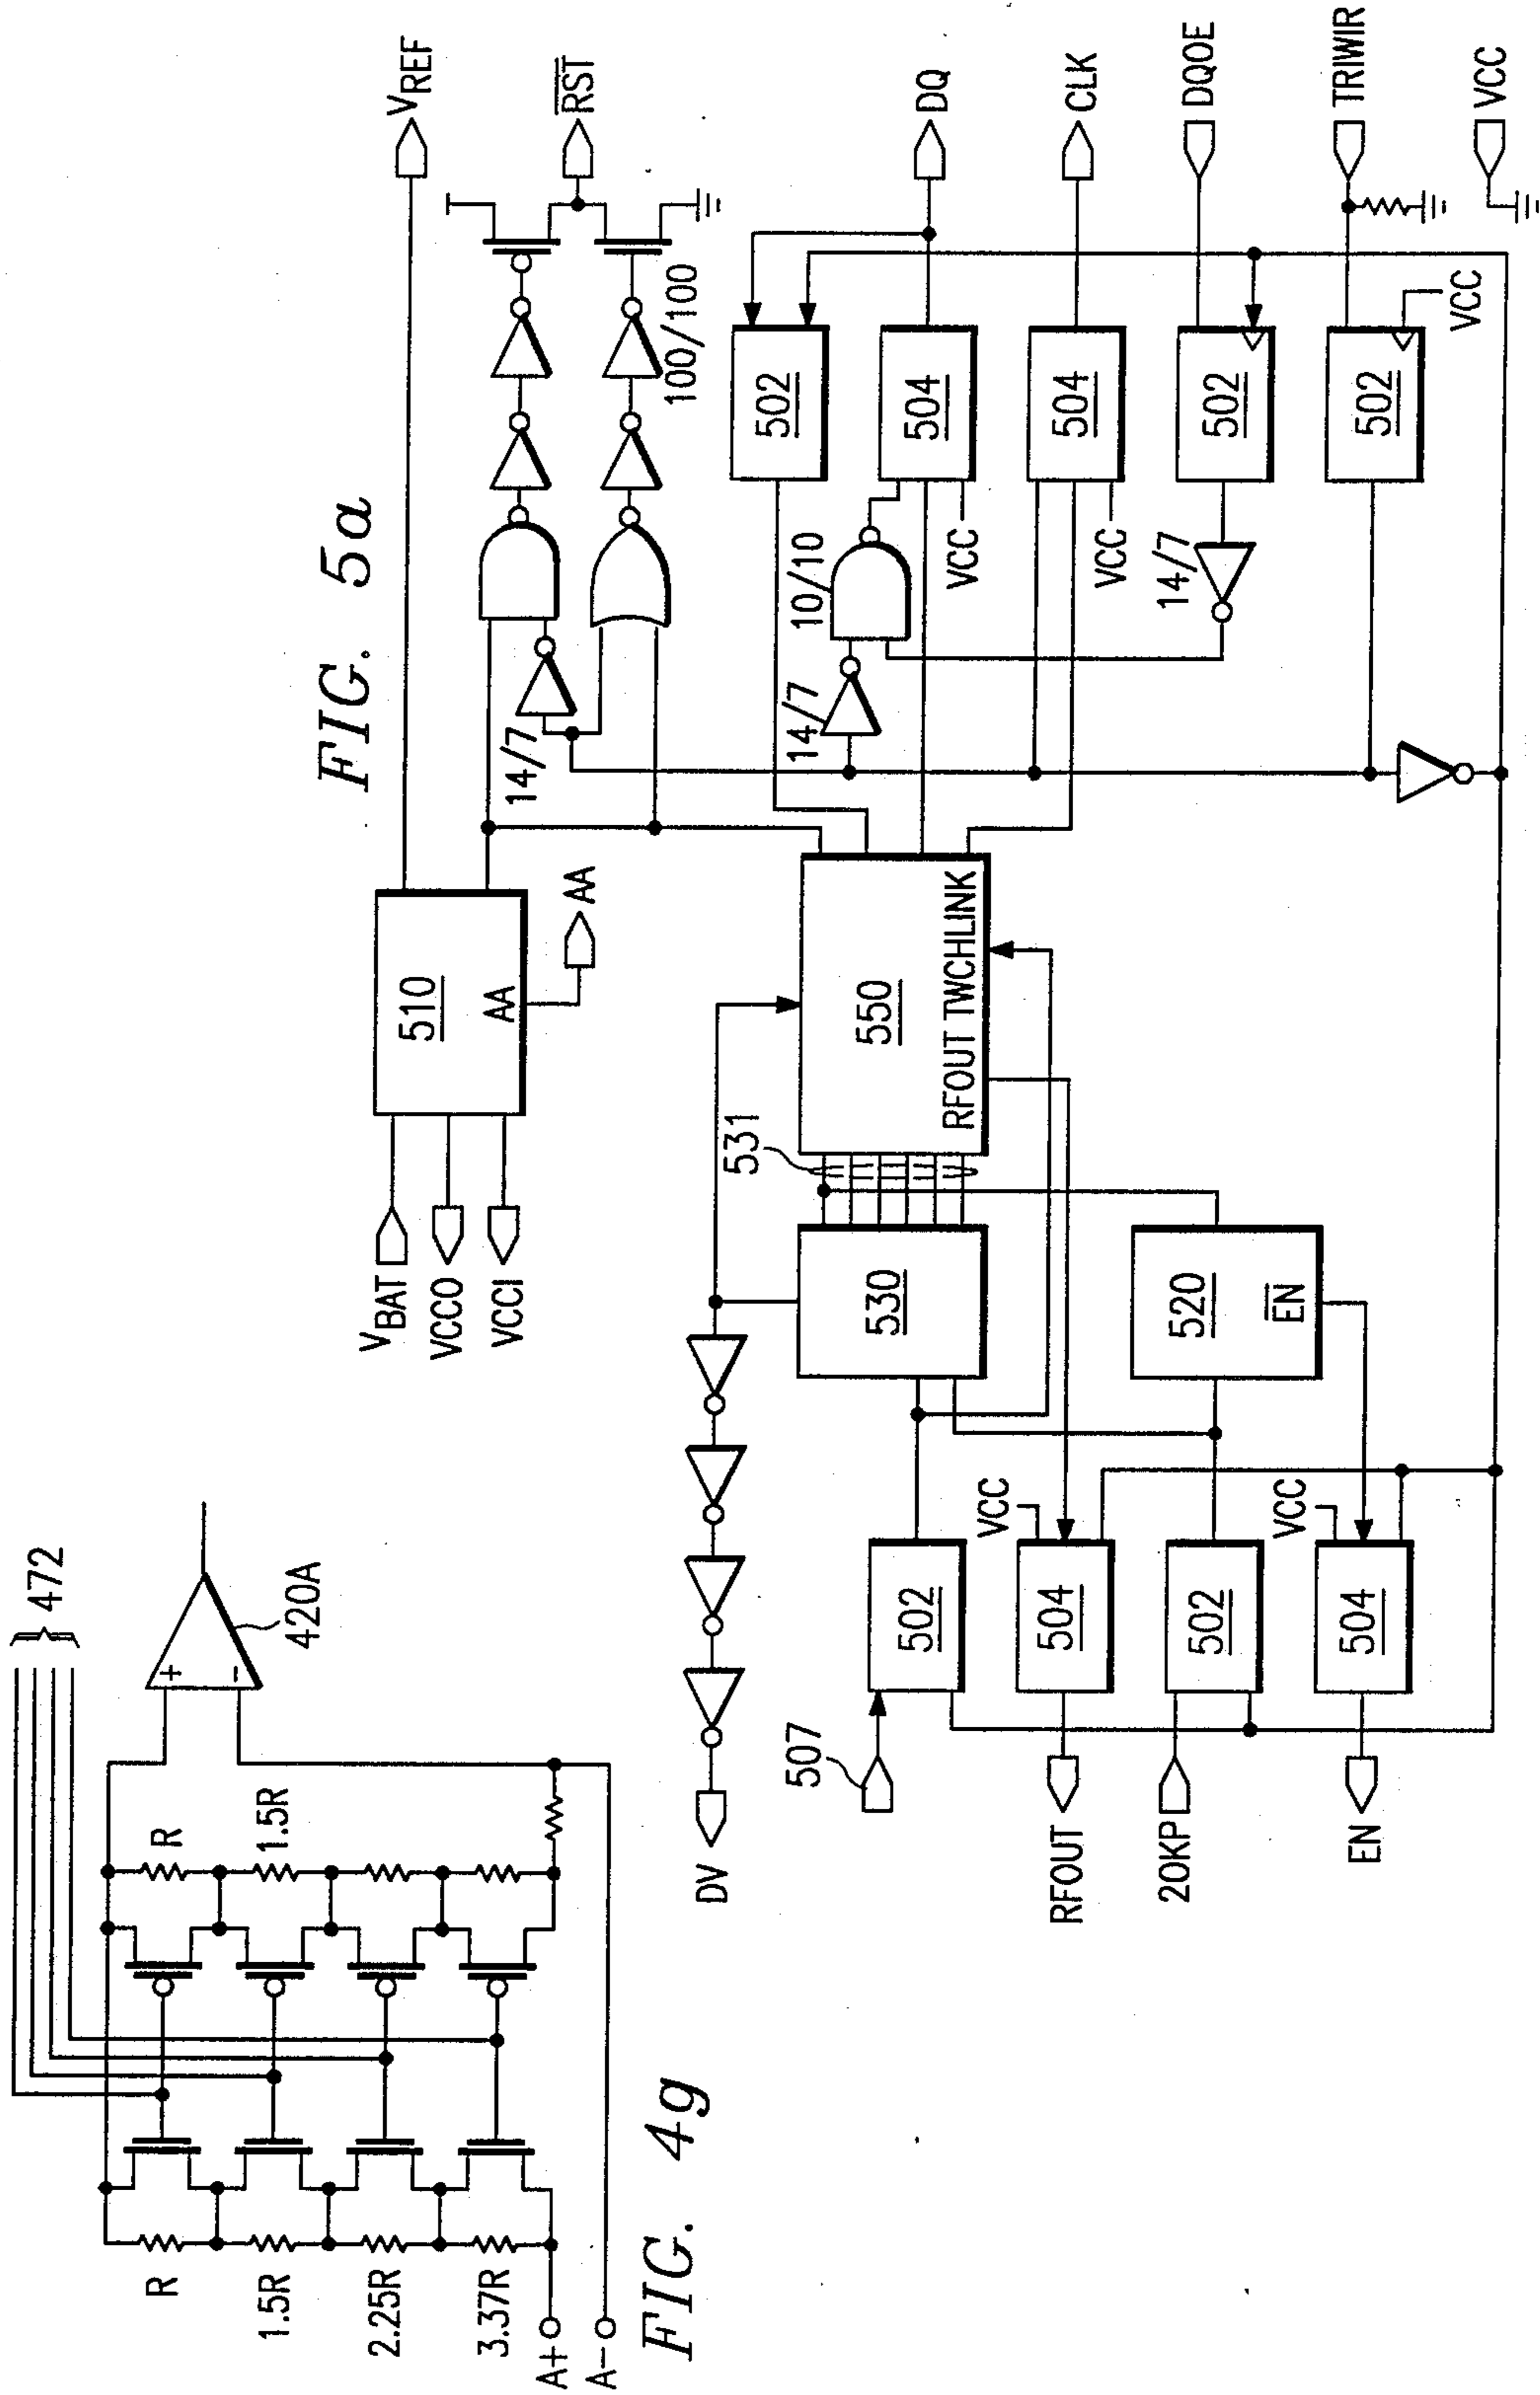 FIG. 5a
VBAT
VCCO
VCCI
510
AA
AA
VREF
RST
14/7
100/100
502
504
504
502
502
10/10
14/7
VCC
VCC
14/7
VCC
DQ
CLK
DQOE
TRIWIR
VCC
550
RFOUT TWCHLINK
531
530
520
EN
DV
507
502
504
502
504
VCC
VCC
RFOUT
20KP
EN
FIG. 4g
472
420A
+
-
R
1.5R
R
1.5R
2.25R
3.37R
A+
A-